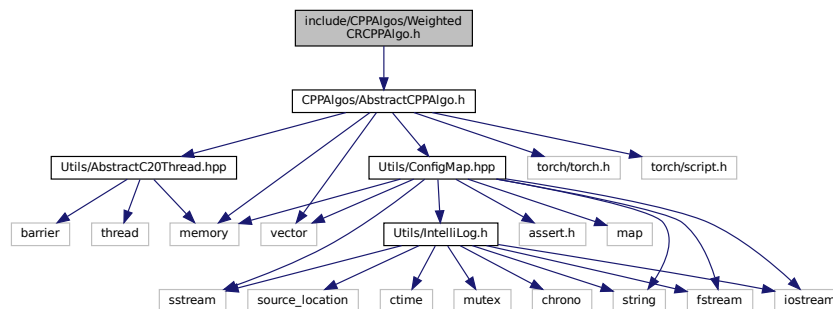 include/CPPAlgos/Weighted
CRCPPAlgo.h
CPPAlgos/AbstractCPPAlgo.h
Utils/AbstractC20Thread.hpp
Utils/ConfigMap.hpp
torch/torch.h
torch/script.h
barrier
thread
memory
vector
Utils/IntelliLog.h
assert.h
map
sstream
source_location
ctime
mutex
chrono
string
fstream
iostream